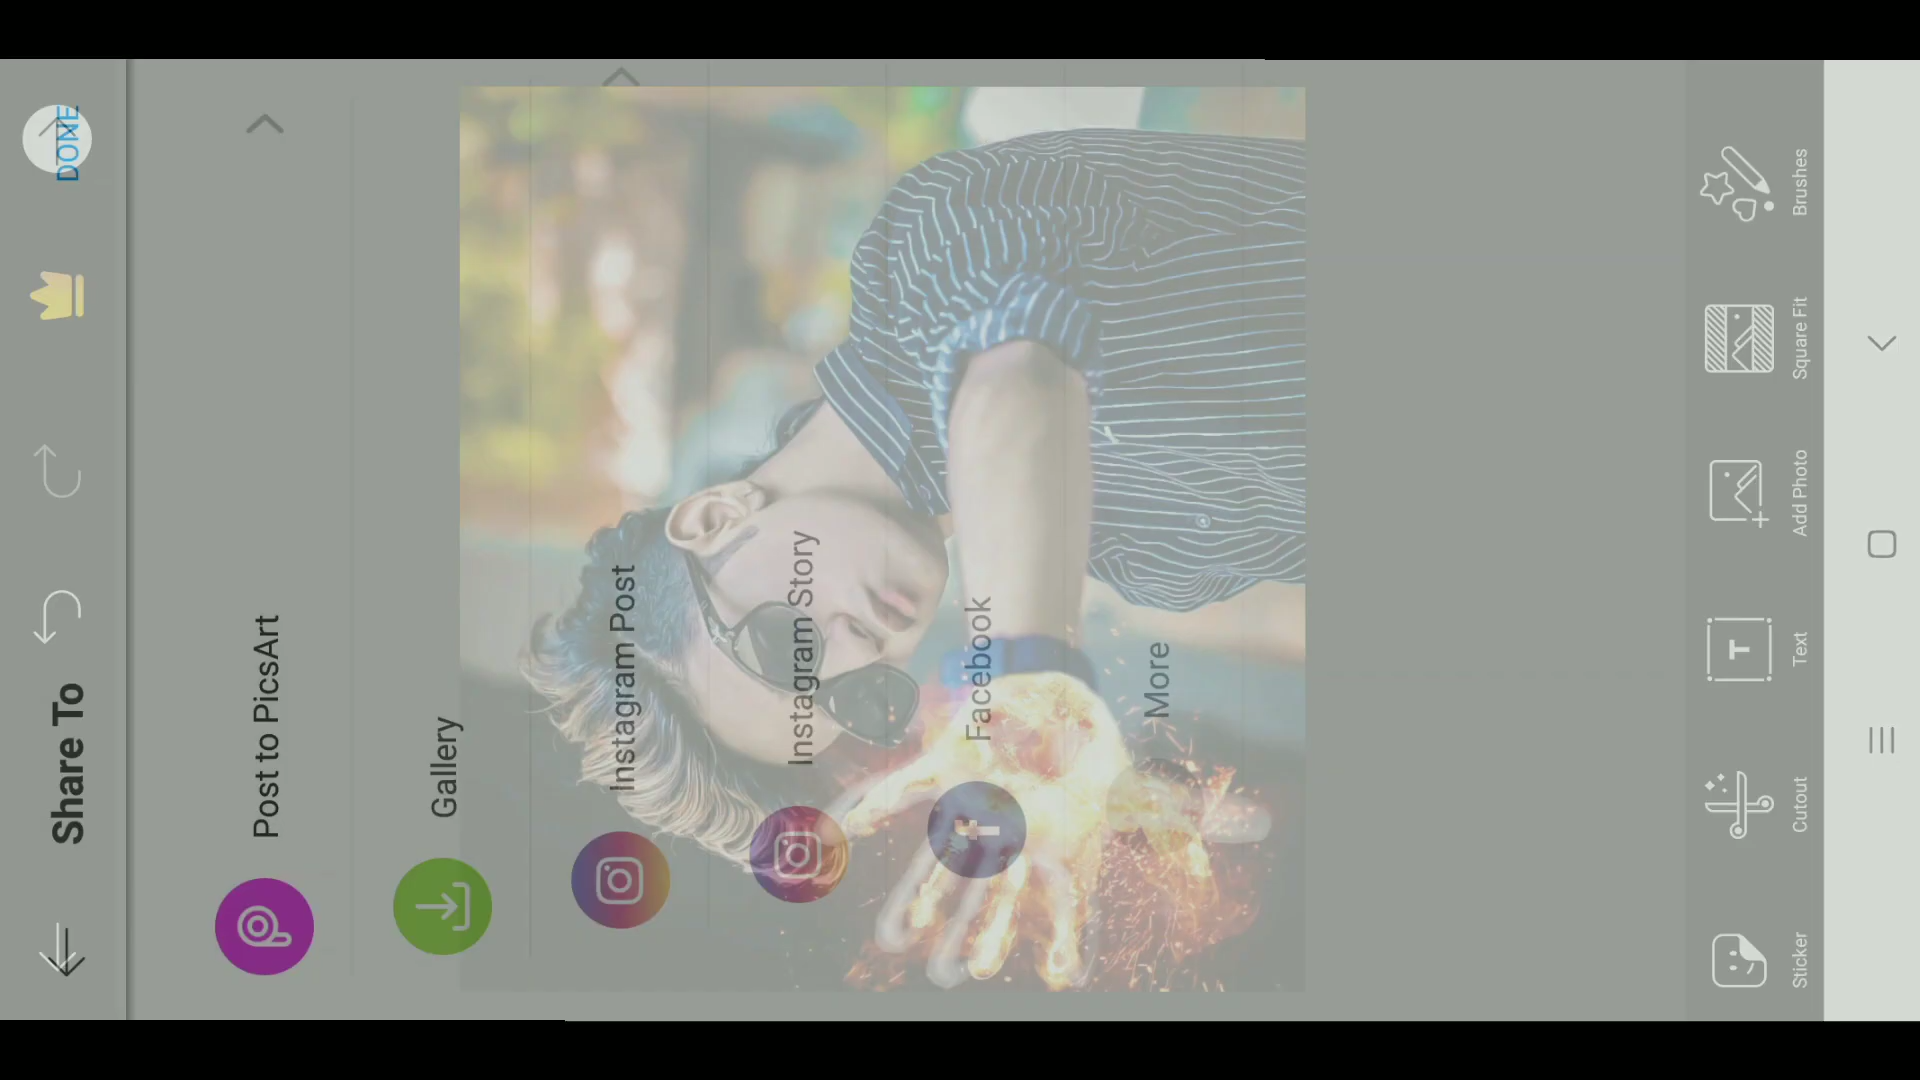 Share To
DONE
Post to PicsArt
Gallery
Instagram Post
Instagram Story
Facebook
More
Sticker
Cutout
Text
Add Photo
Square Fit
Brushes